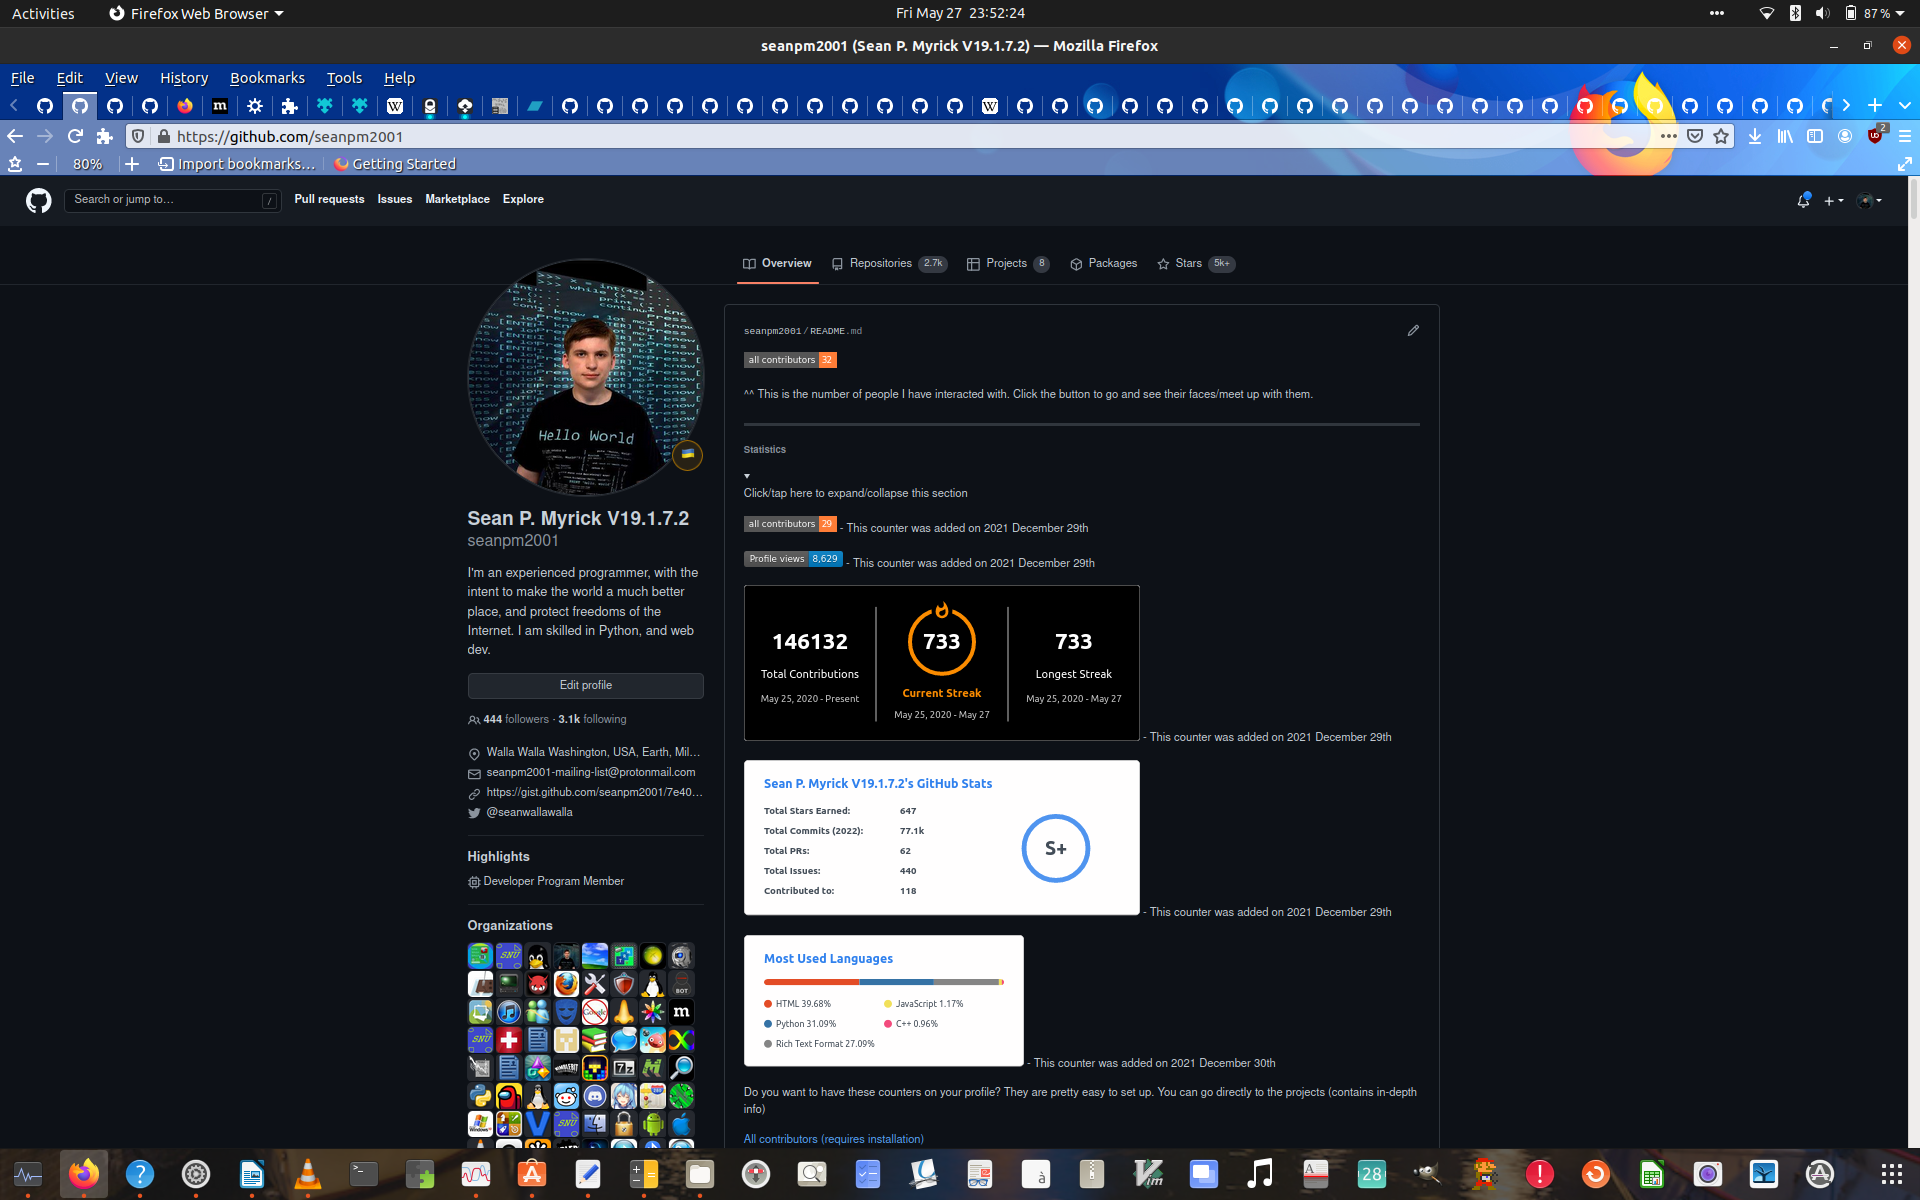 Activities
Firefox Web Browser
Fri May 27 23:52:24
87 %
seanpm2001 (Sean P. Myrick V19.1.7.2) — Mozilla Firefox
File Edit View History Bookmarks Tools Help
https://github.com/seanpm2001
2
80%
Import bookmarks...
Getting Started
Search or jump to...
/
Pull requests Issues Marketplace Explore
Overview
Repositories 2.7k
Projects 8
Packages
Stars 5k+
Hello World
Sean P. Myrick V19.1.7.2
seanpm2001
I'm an experienced programmer, with the
intent to make the world a much better
place, and protect freedoms of the
Internet. I am skilled in Python, and web
dev.
Edit profile
444 followers · 3.1k following
Walla Walla Washington, USA, Earth, Mil...
seanpm2001-mailing-list@protonmail.com
https://gist.github.com/seanpm2001/7e40...
@seanwallawalla
Highlights
Developer Program Member
Organizations
seanpm2001/README.md
all contributors 32
^^ This is the number of people I have interacted with. Click the button to go and see their faces/meet up with them.
Statistics
Click/tap here to expand/collapse this section
all contributors 29 - This counter was added on 2021 December 29th
Profile views 8,629 - This counter was added on 2021 December 29th
146132
Total Contributions
May 25, 2020 - Present
733
Current Streak
May 25, 2020 - May 27
733
Longest Streak
May 25, 2020 - May 27
- This counter was added on 2021 December 29th
Sean P. Myrick V19.1.7.2's GitHub Stats
Total Stars Earned: 647
Total Commits (2022): 77.1k
Total PRs: 62
Total Issues: 440
Contributed to: 118
S+
- This counter was added on 2021 December 29th
Most Used Languages
HTML 39.68%
JavaScript 1.17%
Python 31.09%
C++ 0.96%
Rich Text Format 27.09%
- This counter was added on 2021 December 30th
Do you want to have these counters on your profile? They are pretty easy to set up. You can go directly to the projects (contains in-depth
info)
All contributors (requires installation)
28